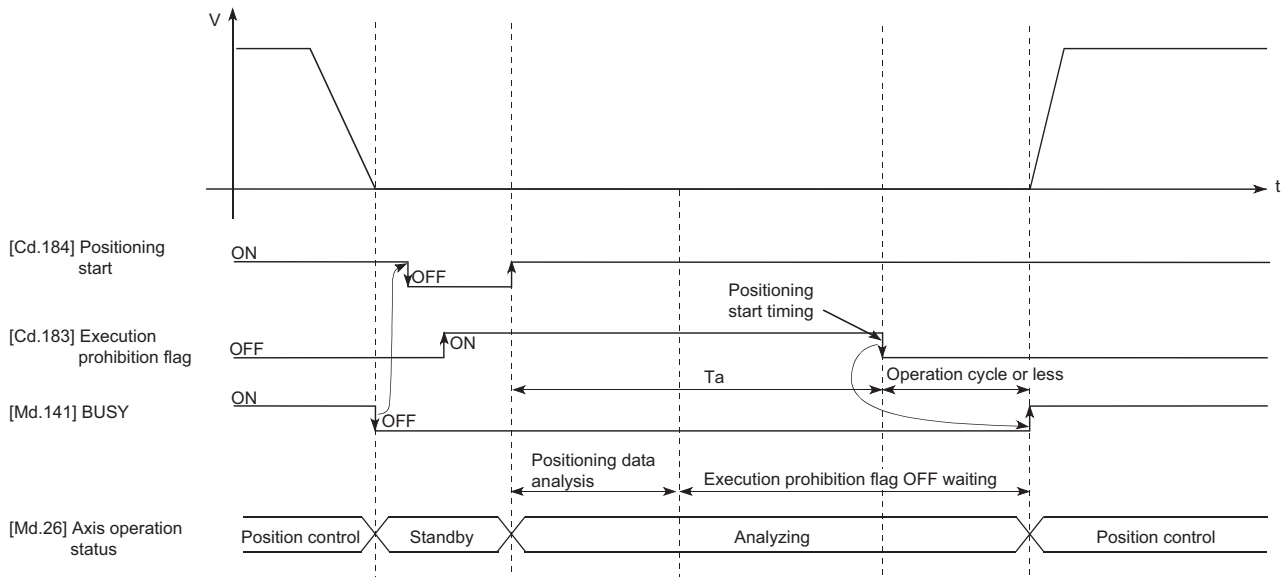 V
t
[Cd.184] Positioning
start
ON
OFF
Positioning
start timing
[Cd.183] Execution
prohibition flag
OFF
ON
Ta
Operation cycle or less
[Md.141] BUSY
ON
OFF
Positioning data
analysis
Execution prohibition flag OFF waiting
[Md.26] Axis operation
status
Position control
Standby
Analyzing
Position control